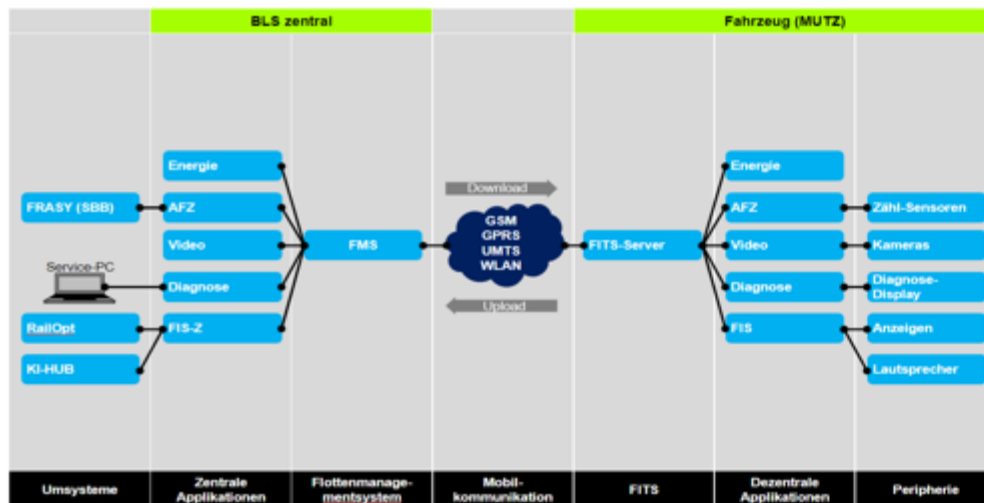 BLS zentral
Fahrzeug (MUTZ)
Energie
Energie
Download
FRASY (SBB)
AFZ
AFZ
Zähl-Sensoren
GSM
GPRS
UMTS
WLAN
Video
FMS
FITS-Server
Video
Kameras
Service-PC
Diagnose
Diagnose
Diagnose-
Display
Upload
RailOpt
FIS-Z
FIS
Anzeigen
KI-HUB
Lautsprecher
Umsysteme
Zentrale
Applikationen
Flottenmanage-
mentsystem
Mobil-
kommunikation
FITS
Dezentrale
Applikationen
Peripherie